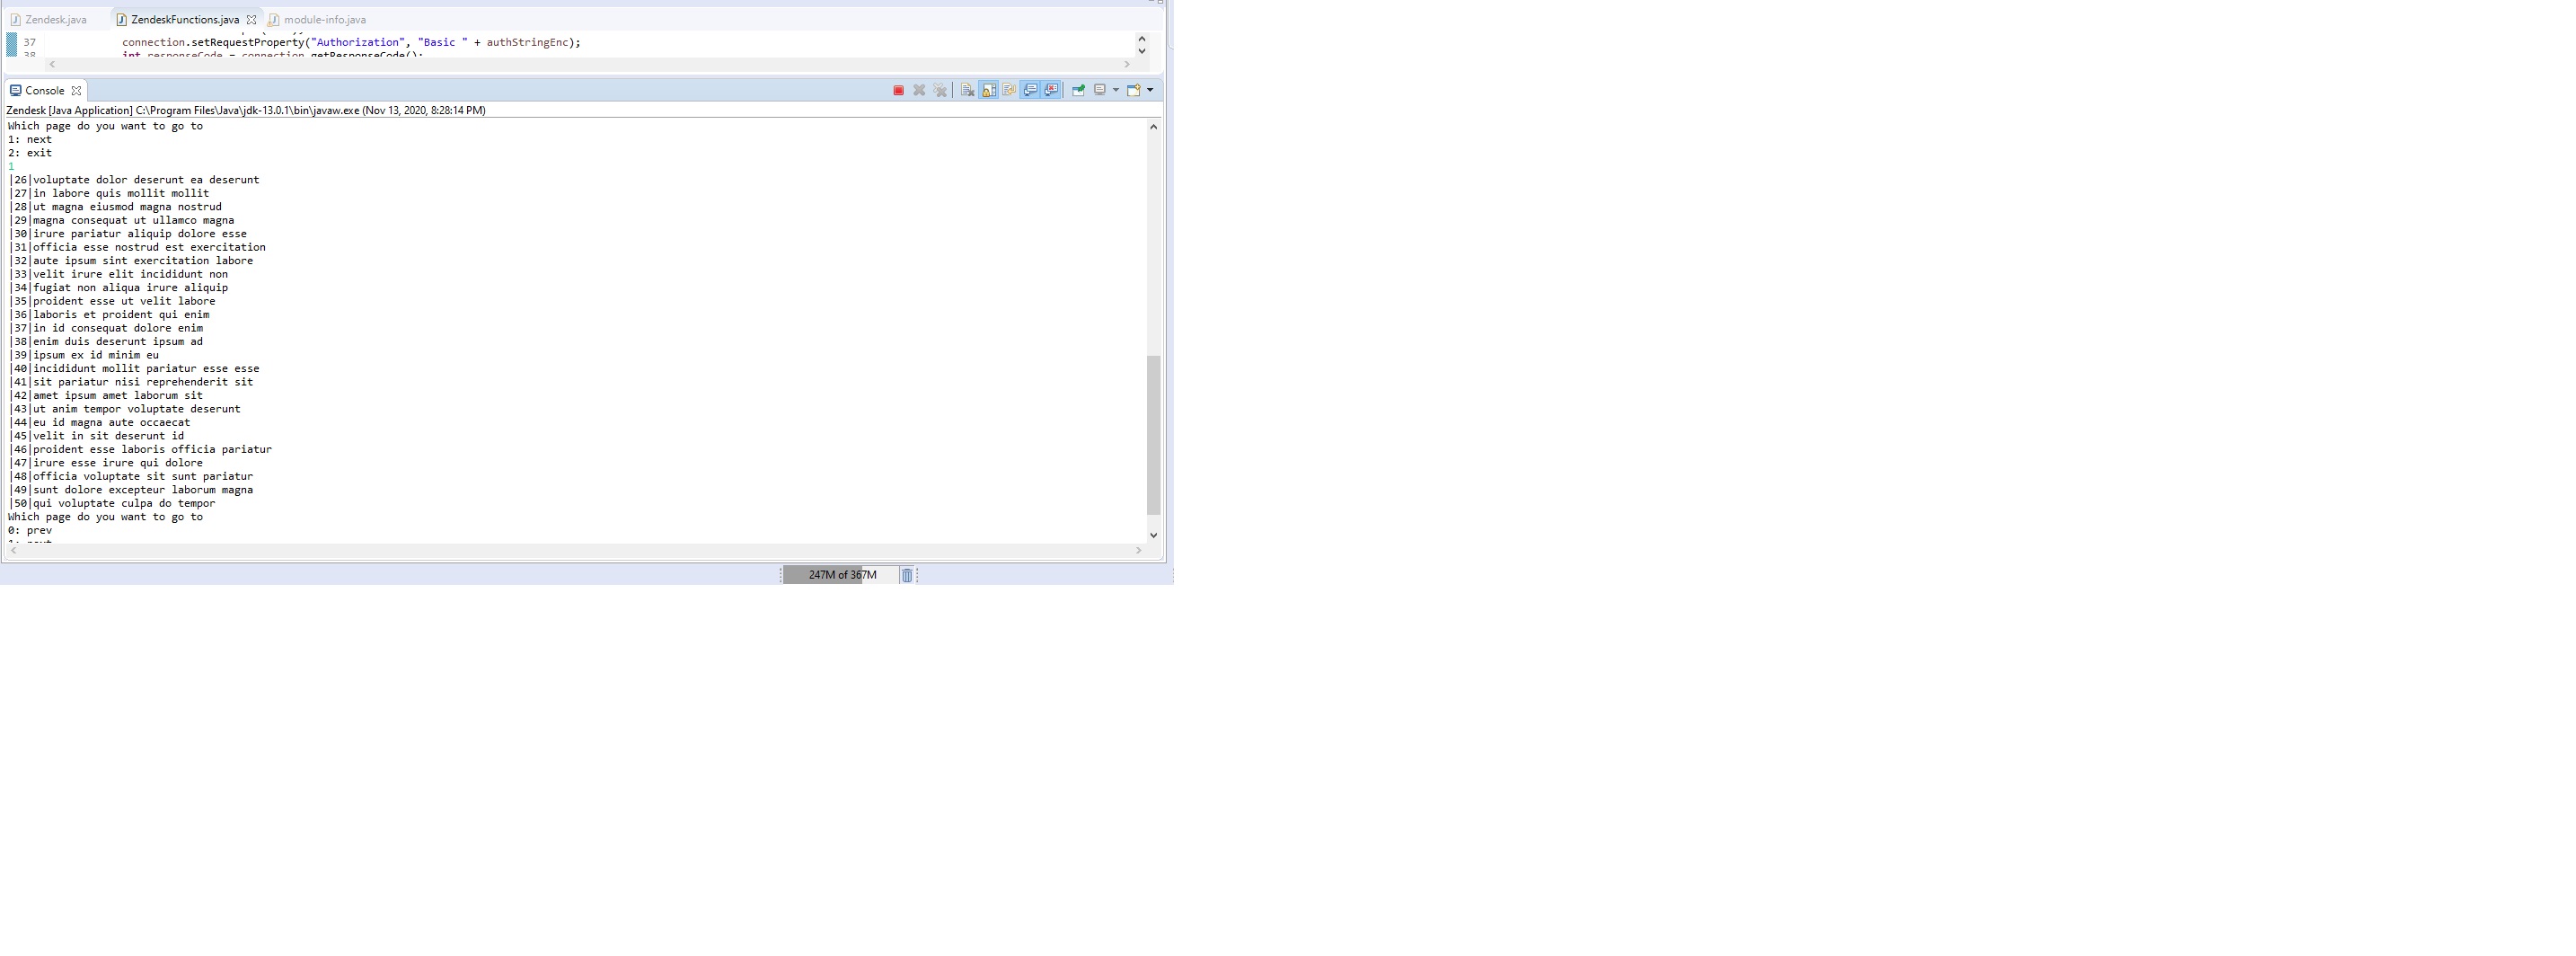 Zendesk.java ZendeskFunctions.java module-info.java
37 connection.setRequestProperty("Authorization", "Basic " + authStringEnc);
38 int responseCode = connection.getResponseCode();
Console
Zendesk [Java Application] C:\Program Files\Java\jdk-13.0.1\bin\javaw.exe (Nov 13, 2020, 8:28:14 PM)
Which page do you want to go to
1: next
2: exit
1
|26|voluptate dolor deserunt ea deserunt
|27|in labore quis mollit mollit
|28|ut magna eiusmod magna nostrud
|29|magna consequat ut ullamco magna
|30|irure pariatur aliquip dolore esse
|31|officia esse nostrud est exercitation
|32|aute ipsum sint exercitation labore
|33|velit irure elit incididunt non
|34|fugiat non aliqua irure aliquip
|35|proident esse ut velit labore
|36|laboris et proident qui enim
|37|in id consequat dolore enim
|38|enim duis deserunt ipsum ad
|39|ipsum ex id minim eu
|40|incididunt mollit pariatur esse esse
|41|sit pariatur nisi reprehenderit sit
|42|amet ipsum amet laborum sit
|43|ut anim tempor voluptate deserunt
|44|eu id magna aute occaecat
|45|velit in sit deserunt id
|46|proident esse laboris officia pariatur
|47|irure esse irure qui dolore
|48|officia voluptate sit sunt pariatur
|49|sunt dolore excepteur laborum magna
|50|qui voluptate culpa do tempor
Which page do you want to go to
0: prev
1: next
247M of 367M